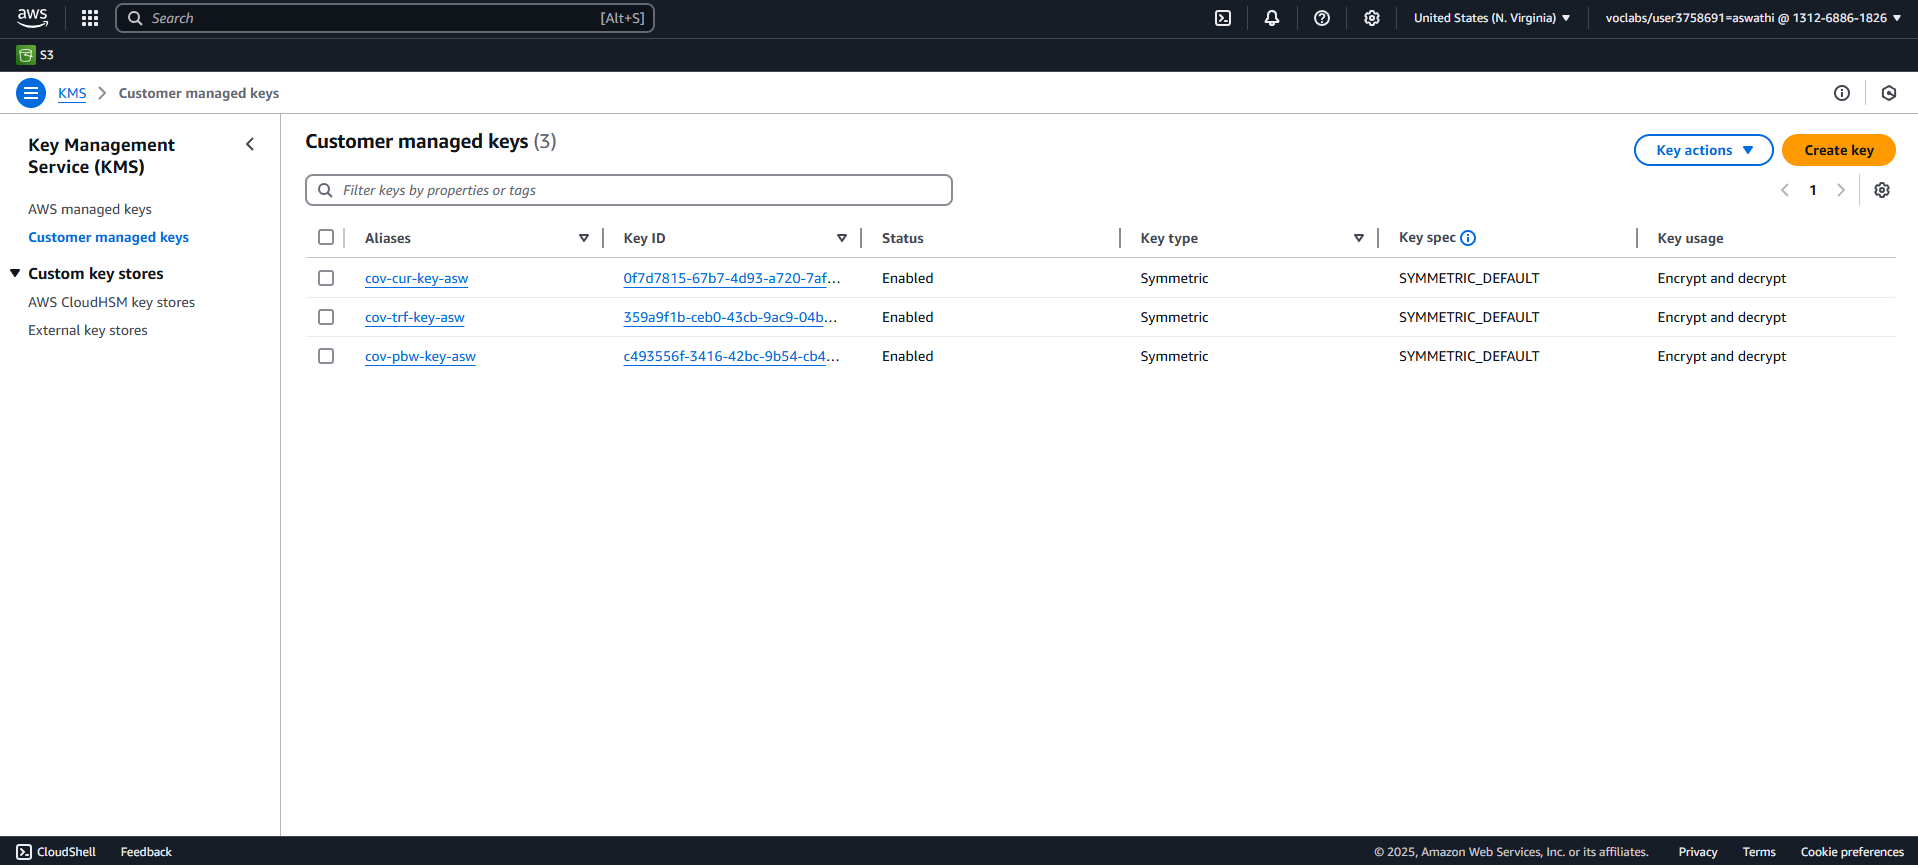 aws Search [Alt+S] United States (N. Virginia) voclabs/user3758691=aswathi @ 1312-6886-1826
S3
KMS Customer managed keys
Key Management Service (KMS)
AWS managed keys
Customer managed keys
Custom key stores
AWS CloudHSM key stores
External key stores
Customer managed keys (3)
Key actions Create key
Filter keys by properties or tags
1
Aliases Key ID Status Key type Key spec Key usage
cov-cur-key-asw 0f7d7815-67b7-4d93-a720-7af... Enabled Symmetric SYMMETRIC_DEFAULT Encrypt and decrypt
cov-trf-key-asw 359a9f1b-ceb0-43cb-9ac9-04b... Enabled Symmetric SYMMETRIC_DEFAULT Encrypt and decrypt
cov-pbw-key-asw c493556f-3416-42bc-9b54-cb4... Enabled Symmetric SYMMETRIC_DEFAULT Encrypt and decrypt
CloudShell Feedback © 2025, Amazon Web Services, Inc. or its affiliates. Privacy Terms Cookie preferences